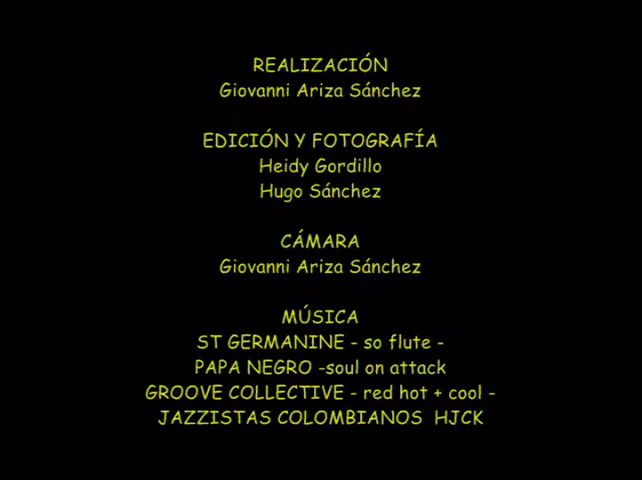 REALIZACIÓN
Giovanni Ariza Sánchez
EDICIÓN Y FOTOGRAFÍA
Heidy Gordillo
Hugo Sánchez
CÁMARA
Giovanni Ariza Sánchez
MÚSICA
ST GERMANINE - so flute -
PAPA NEGRO -soul on attack
GROOVE COLLECTIVE - red hot + cool -
JAZZISTAS COLOMBIANOS HJCK